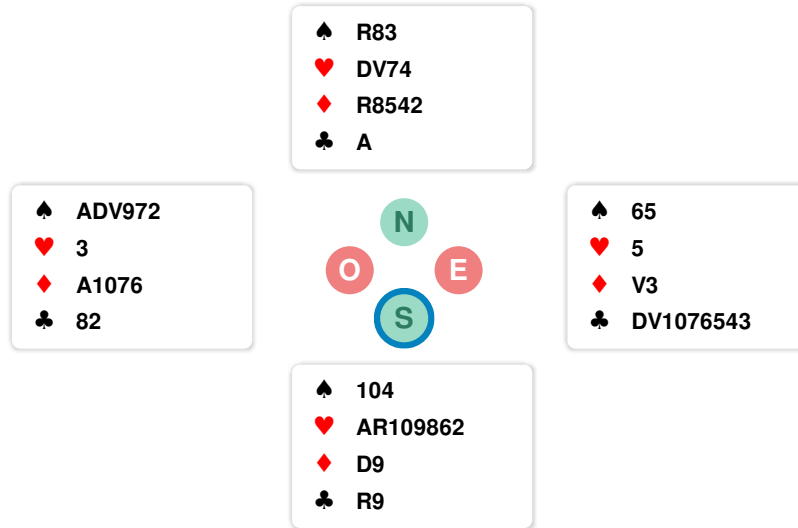 ♠ R83
♥ DV74
♦ R8542
♣ A
♠ ADV972
♥ 3
♦ A1076
♣ 82
N
O E
S
♠ 65
♥ 5
♦ V3
♣ DV1076543
♠ 104
♥ AR109862
♦ D9
♣ R9